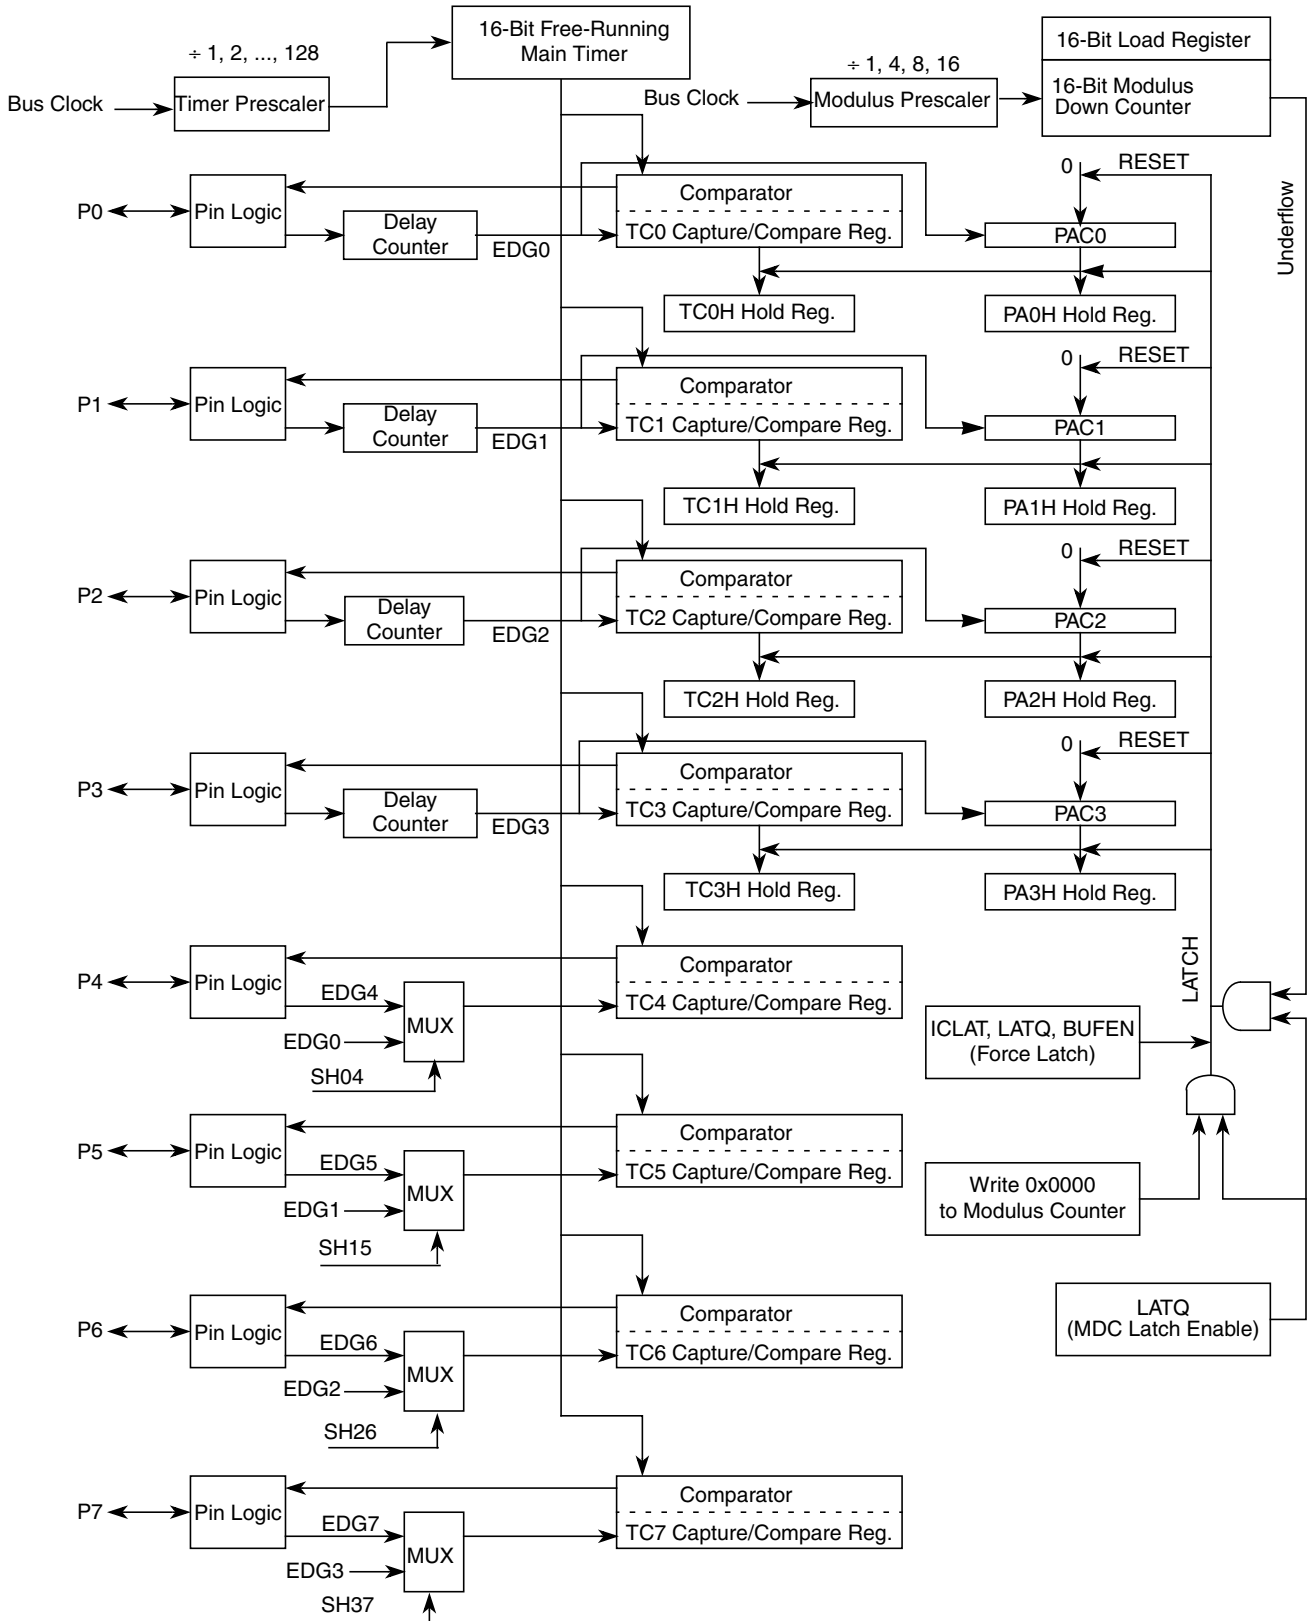 ÷ 1, 2, ..., 128
16-Bit Free-Running
Main Timer
16-Bit Load Register
÷ 1, 4, 8, 16
Bus Clock
Timer Prescaler
Bus Clock
Modulus Prescaler
16-Bit Modulus
Down Counter
0
RESET
Underflow
P0
Pin Logic
Delay
Counter
EDG0
Comparator
TC0 Capture/Compare Reg.
PAC0
TC0H Hold Reg.
PA0H Hold Reg.
0
RESET
P1
Pin Logic
Delay
Counter
EDG1
Comparator
TC1 Capture/Compare Reg.
PAC1
TC1H Hold Reg.
PA1H Hold Reg.
0
RESET
P2
Pin Logic
Delay
Counter
EDG2
Comparator
TC2 Capture/Compare Reg.
PAC2
TC2H Hold Reg.
PA2H Hold Reg.
0
RESET
P3
Pin Logic
Delay
Counter
EDG3
Comparator
TC3 Capture/Compare Reg.
PAC3
TC3H Hold Reg.
PA3H Hold Reg.
LATCH
P4
Pin Logic
EDG4
EDG0
MUX
SH04
Comparator
TC4 Capture/Compare Reg.
ICLAT, LATQ, BUFEN
(Force Latch)
P5
Pin Logic
EDG5
EDG1
MUX
SH15
Comparator
TC5 Capture/Compare Reg.
Write 0x0000
to Modulus Counter
P6
Pin Logic
EDG6
EDG2
MUX
SH26
Comparator
TC6 Capture/Compare Reg.
LATQ
(MDC Latch Enable)
P7
Pin Logic
EDG7
EDG3
MUX
SH37
Comparator
TC7 Capture/Compare Reg.